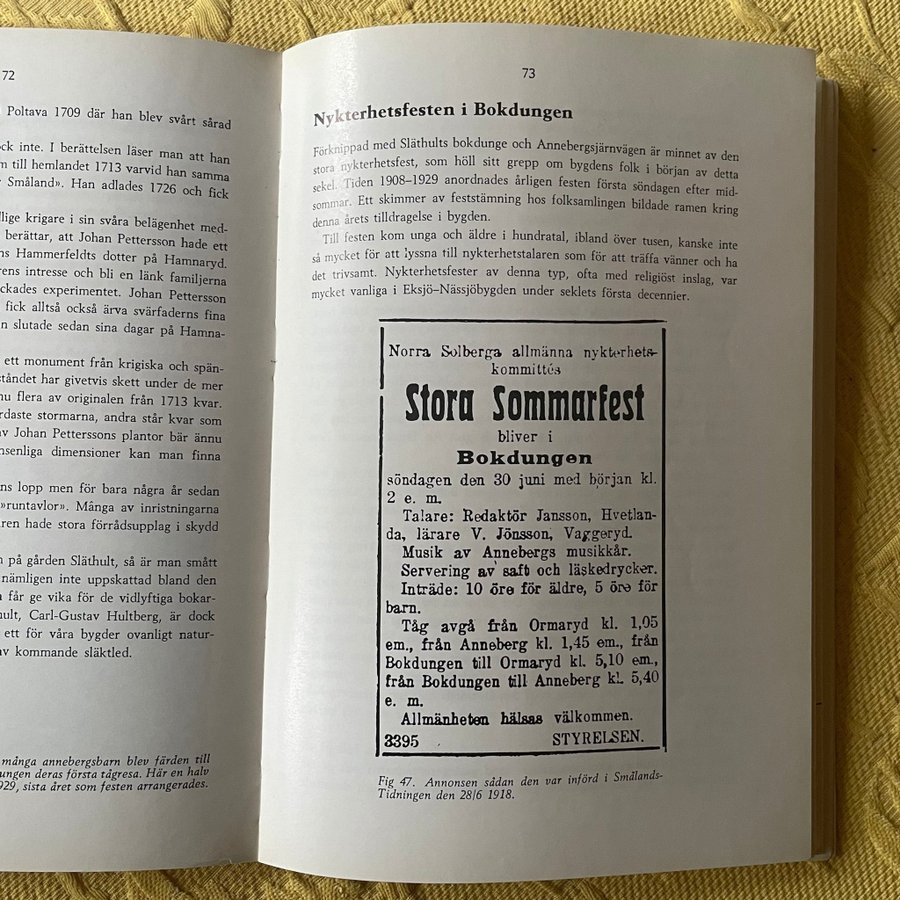 72
Poltava 1709 där han blev svårt sårad
ck inte. I berättelsen läser man att han
m till hemlandet 1713 varvid han samma
Småland». Han adlades 1726 och fick
llige krigare i sin svåra belägenhet med-
berättar, att Johan Pettersson hade ett
ns Hammerfeldts dotter på Hamnaryd.
rens intresse och bli en länk familjerna
ckades experimentet. Johan Pettersson
fick alltså också ärva svärfaderns fina
n slutade sedan sina dagar på Hamna-
ett monument från krigiska och spän-
ståndet har givetvis skett under de mer
nu flera av originalen från 1713 kvar.
rdaste stormarna, andra står kvar som
av Johan Petterssons plantor bär ännu
nsenliga dimensioner kan man finna
ns lopp men för bara några år sedan
»runtavlor». Många av inristningarna
ren hade stora förrådsupplag i skydd
n på gården Släthult, så är man smått
nämligen inte uppskattad bland den
a får ge vika för de vidlyftiga bokar-
hult, Carl-Gustav Hultberg, är dock
ett för våra bygder ovanligt natur-
av kommande släktled.
många annebergsbarn blev färden till
ungen deras första tågresa. Här en halv
929, sista året som festen arrangerades.
73
Nykterhetsfesten i Bokdungen
Förknippad med Släthults bokdunge och Annebergsjärnvägen är minnet av den
stora nykterhetsfest, som höll sitt grepp om bygdens folk i början av detta
sekel. Tiden 1908–1929 anordnades årligen festen första söndagen efter mid-
sommar. Ett skimmer av feststämning hos folksamlingen bildade ramen kring
denna årets tilldragelse i bygden.
Till festen kom unga och äldre i hundratal, ibland över tusen, kanske inte
så mycket för att lyssna till nykterhetstalaren som för att träffa vänner och ha
det trivsamt. Nykterhetsfester av denna typ, ofta med religiöst inslag, var
mycket vanliga i Eksjö–Nässjöbygden under seklets första decennier.
Norra Solberga allmänna nykterhets-
kommittés
Stora Sommarfest
bliver i
Bokdungen
söndagen den 30 juni med början kl.
2 e. m.
Talare: Redaktör Jansson, Hvetlan-
da, lärare V. Jönsson, Vaggeryd.
Musik av Annebergs musikkår.
Servering av saft och läskedrycker.
Inträde: 10 öre för äldre, 5 öre för
barn.
Tåg avgå från Ormaryd kl. 1,05
em., från Anneberg kl. 1,45 em., från
Bokdungen till Ormaryd kl. 5,10 em.,
från Bokdungen till Anneberg kl. 5,40
e. m.
Allmänheten hälsas välkommen.
3395 STYRELSEN.
Fig 47. Annonsen sådan den var införd i Smålands-
Tidningen den 28/6 1918.